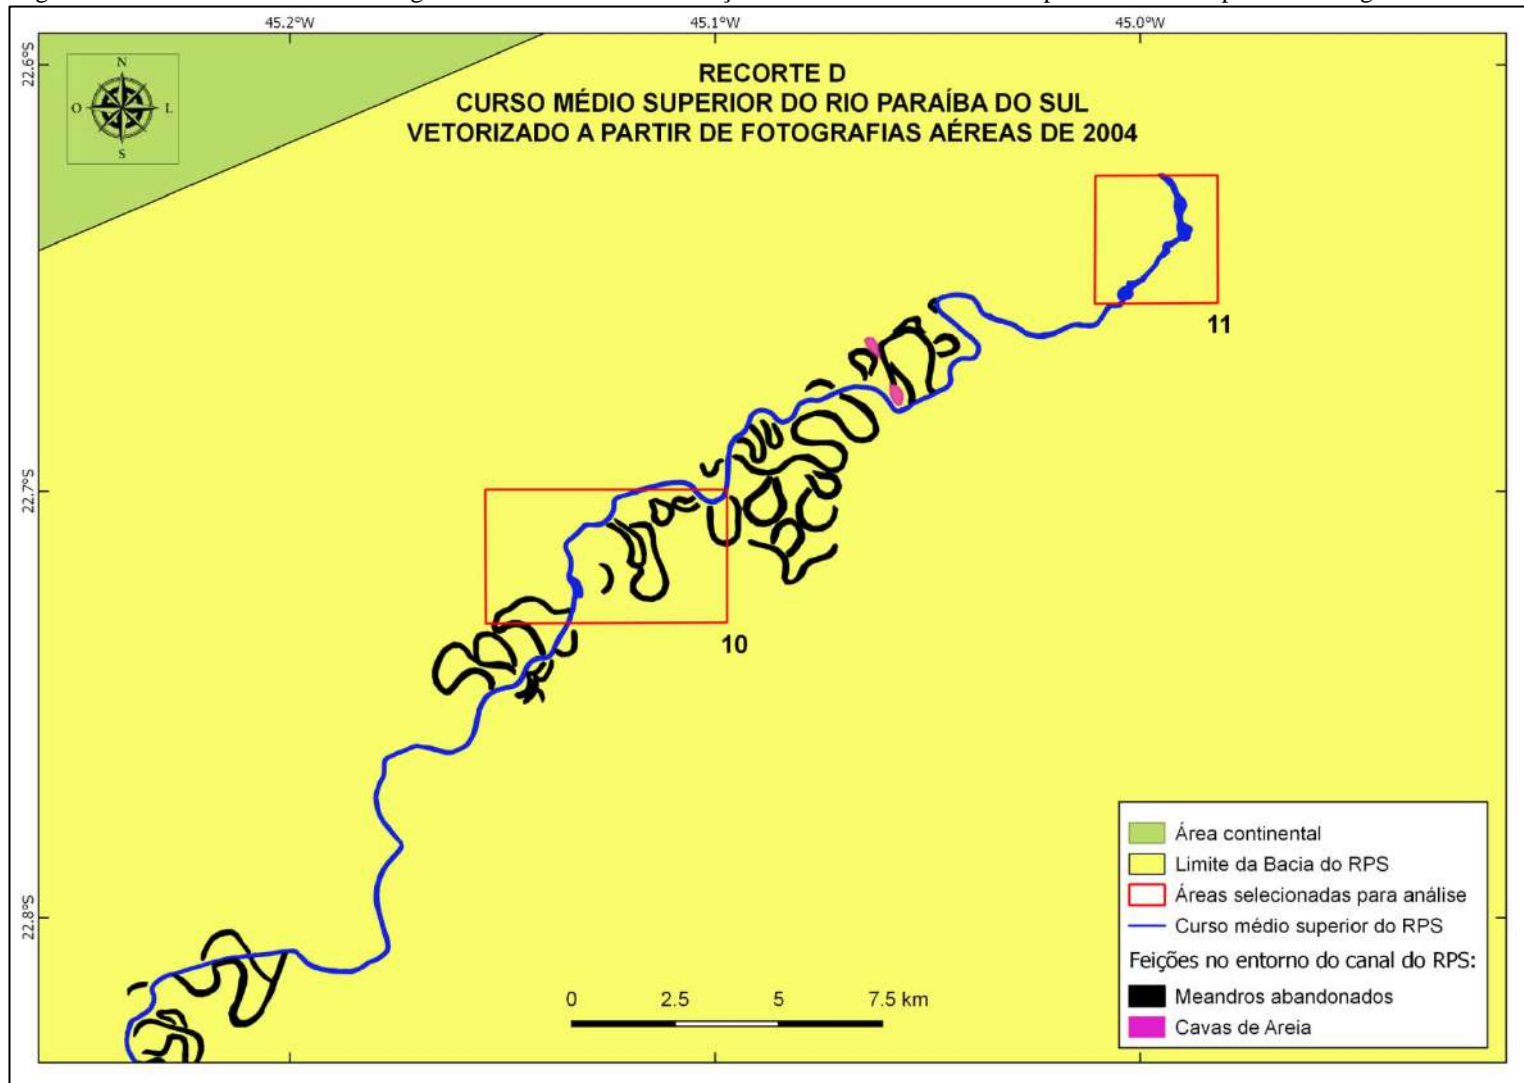 45.2°W
45.1°W
45.0°W
22.6°S
N
O
L
S
RECORTE D
CURSO MÉDIO SUPERIOR DO RIO PARAÍBA DO SUL
VETORIZADO A PARTIR DE FOTOGRAFIAS AÉREAS DE 2004
11
22.7°S
10
22.8°S
Área continental
Limite da Bacia do RPS
Áreas selecionadas para análise
Curso médio superior do RPS
Feições no entorno do canal do RPS:
Meandros abandonados
Cavas de Areia
0 2.5 5 7.5 km